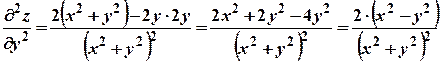 ∂²z/∂y² = (2(x² + y²) − 2y · 2y)/(x² + y²)² = (2x² + 2y² − 4y²)/(x² + y²)² = (2 · (x² − y²))/(x² + y²)²